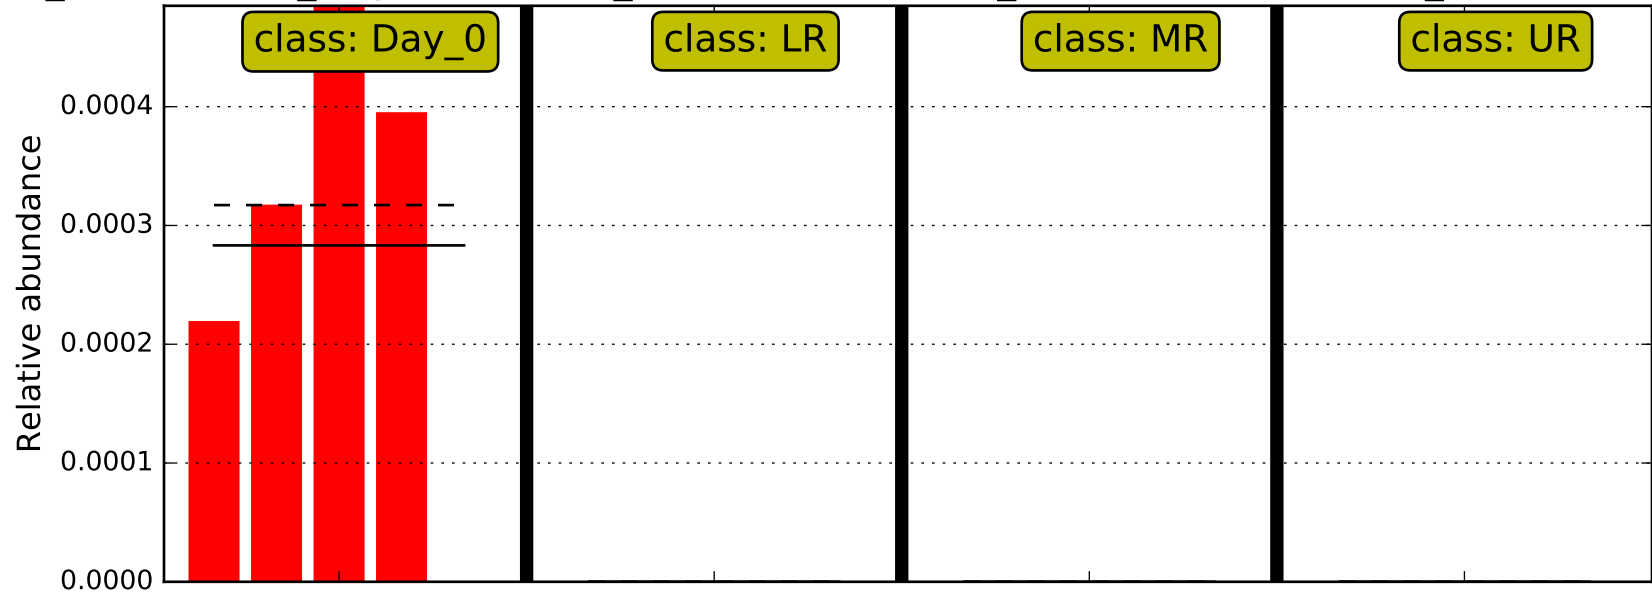 class: Day_0
class: LR
class: MR
class: UR
0.0004
0.0003
0.0002
0.0001
0.0000
Relative abundance